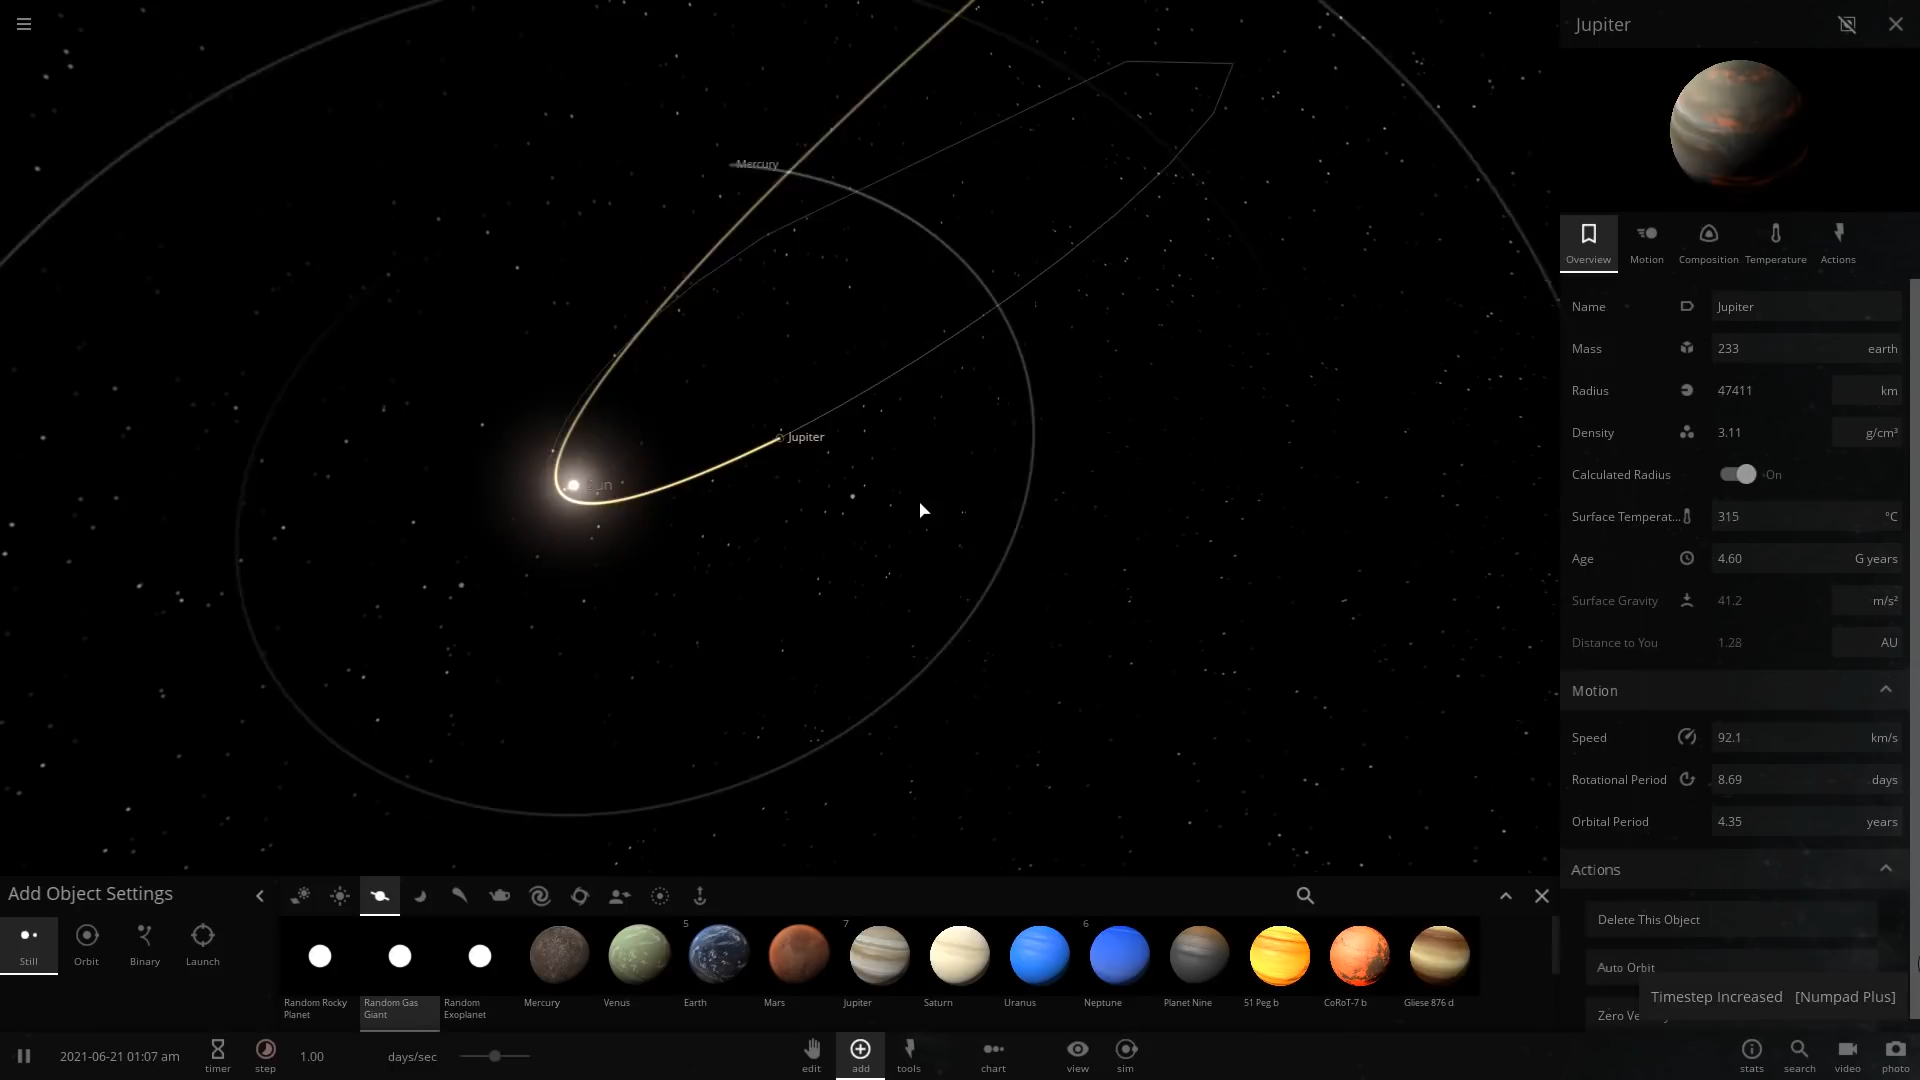 Jupiter
Mercury
Jupiter
Sun
Overview
Motion
Composition
Temperature
Actions
Name Jupiter
Mass 233 earth
Radius 47411 km
Density 3.11 g/cm³
Calculated Radius On
Surface Temperat... 315 °C
Age 4.60 G years
Surface Gravity 41.2 m/s²
Distance to You 1.28 AU
Motion
Speed 92.1 km/s
Rotational Period 8.69 days
Orbital Period 4.35 years
Actions
Delete This Object
Auto Orbit
Timestep Increased [Numpad Plus]
Add Object Settings
Still
Orbit
Binary
Launch
5
7
6
Random Rocky
Planet
Random Gas
Giant
Random
Exoplanet
Mercury
Venus
Earth
Mars
Jupiter
Saturn
Uranus
Neptune
Planet Nine
51 Peg b
CoRoT-7 b
Gliese 876 d
2021-06-21 01:07 am
timer
step
1.00 days/sec
edit
add
tools
chart
view
sim
stats
search
video
photo